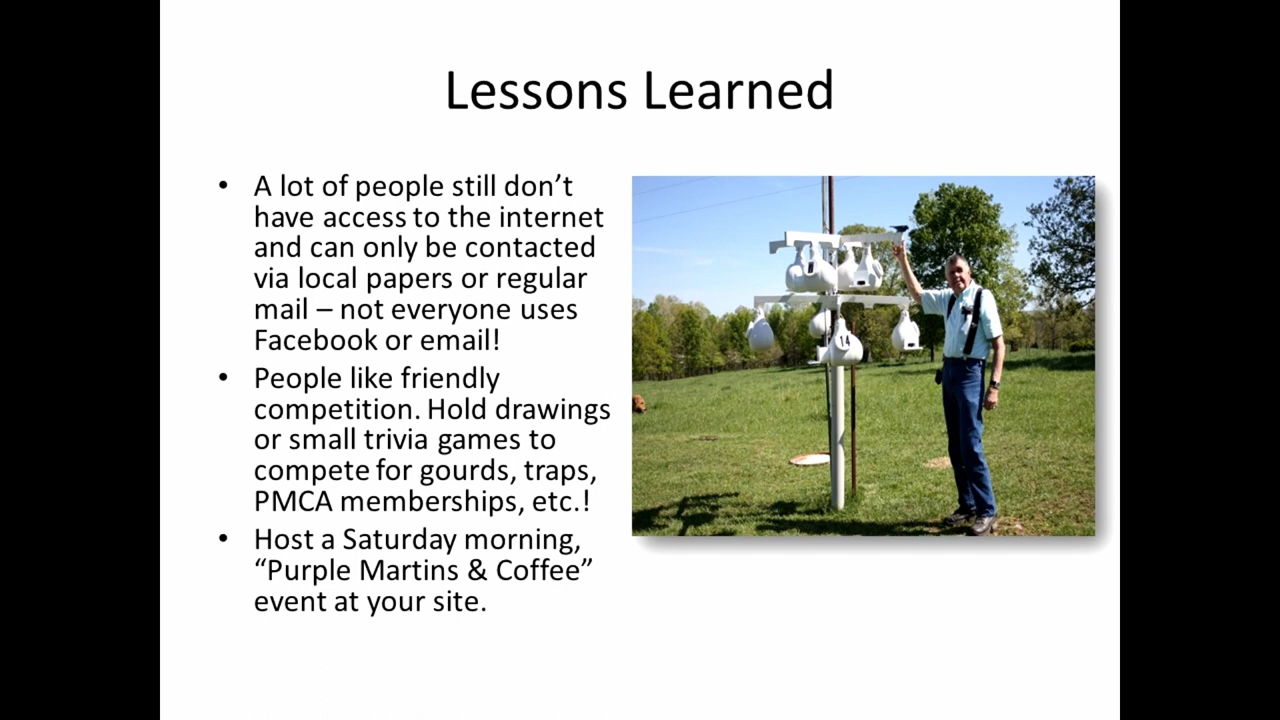 Lessons Learned
• A lot of people still don’t
have access to the internet
and can only be contacted
via local papers or regular
mail – not everyone uses
Facebook or email!
• People like friendly
competition. Hold drawings
or small trivia games to
compete for gourds, traps,
PMCA memberships, etc.!
• Host a Saturday morning,
“Purple Martins & Coffee”
event at your site.
14